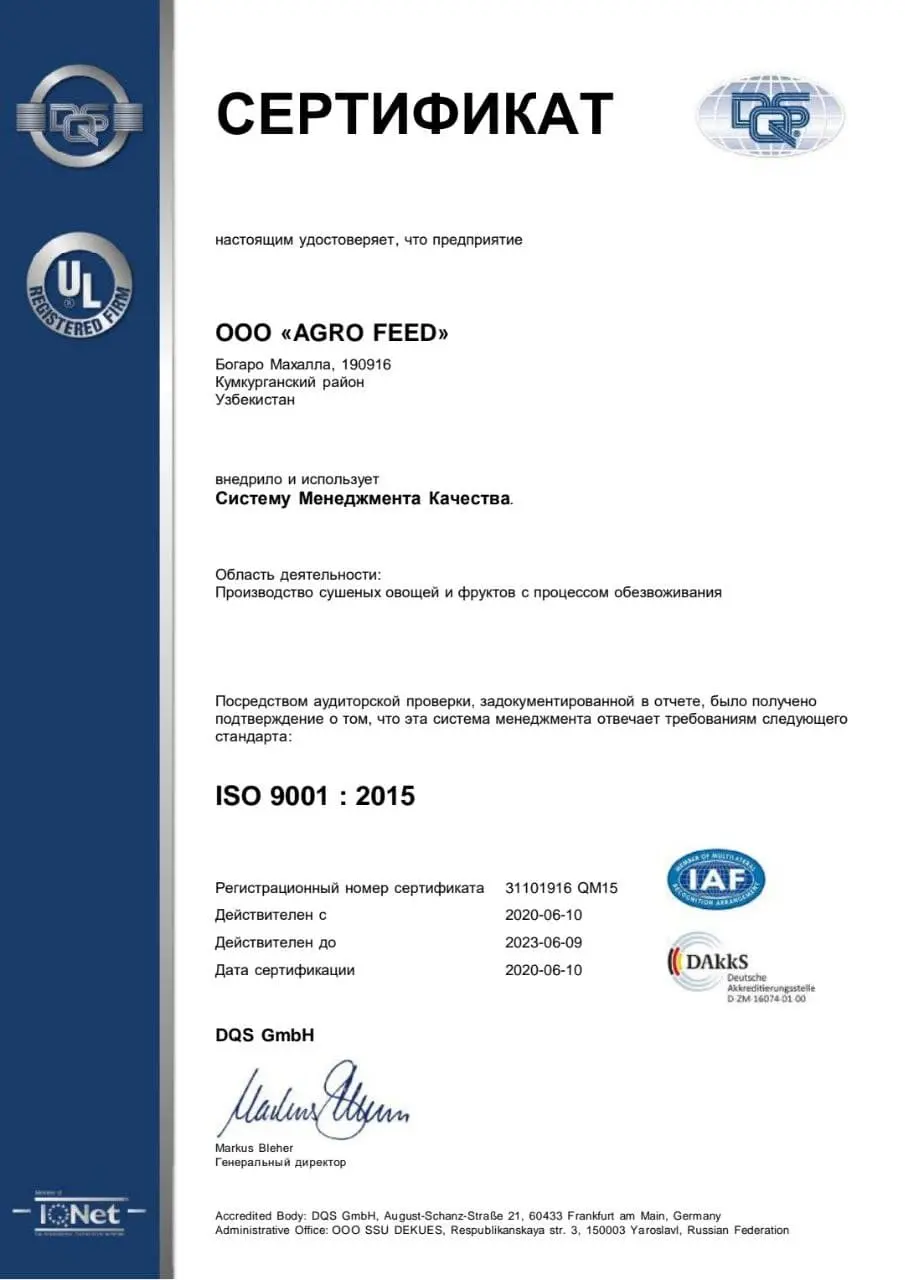 DQS
СЕРТИФИКАТ
DQS
UL
®
REGISTERED FIRM
настоящим удостоверяет, что предприятие
ООО «AGRO FEED»
Богаро Махалла, 190916
Кумкурганский район
Узбекистан
внедрило и использует
Систему Менеджмента Качества.
Область деятельности:
Производство сушеных овощей и фруктов с процессом обезвоживания
Посредством аудиторской проверки, задокументированной в отчете, было получено
подтверждение о том, что эта система менеджмента отвечает требованиям следующего
стандарта:
ISO 9001 : 2015
Регистрационный номер сертификата 31101916 QM15
Действителен с 2020-06-10
Действителен до 2023-06-09
Дата сертификации 2020-06-10
MEMBER OF MULTILATERAL
IAF
RECOGNITION ARRANGEMENT
DAkkS
Deutsche
Akkreditierungsstelle
D-ZM-16074-01-00
DQS GmbH
Markus Bleher
Генеральный директор
Member of
IQNet
Accredited Body: DQS GmbH, August-Schanz-Straße 21, 60433 Frankfurt am Main, Germany
Administrative Office: ООО SSU DEKUES, Respublikanskaya str. 3, 150003 Yaroslavl, Russian Federation